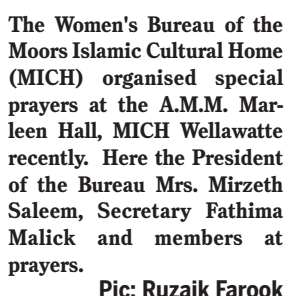 The Women's Bureau of the
Moors Islamic Cultural Home
(MICH) organised special
prayers at the A.M.M. Mar-
leen Hall, MICH Wellawatte
recently. Here the President
of the Bureau Mrs. Mirzeth
Saleem, Secretary Fathima
Malick and members at
prayers.
Pic: Ruzaik Farook